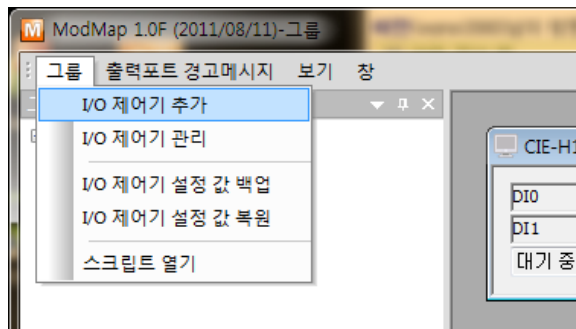 ModMap 1.0F (2011/08/11)-그룹
그룹 출력포트 경고메시지 보기 창
I/O 제어기 추가
I/O 제어기 관리
I/O 제어기 설정 값 백업
I/O 제어기 설정 값 복원
스크립트 열기
CIE-H1
DI0
DI1
대기 중